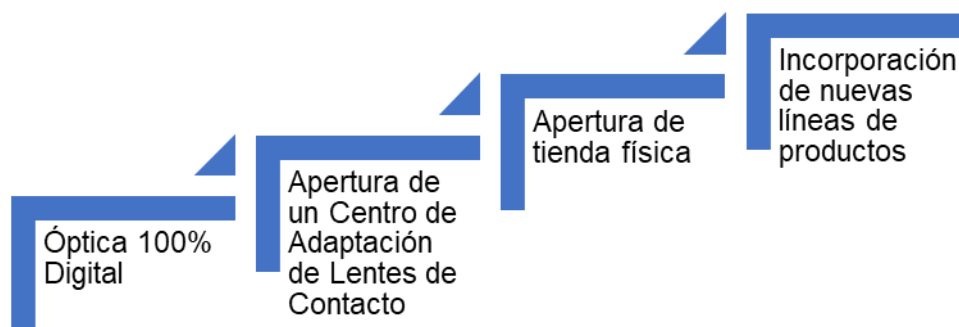 Óptica 100%
Digital
Apertura de
un Centro de
Adaptación
de Lentes de
Contacto
Apertura de
tienda física
Incorporación
de nuevas
líneas de
productos